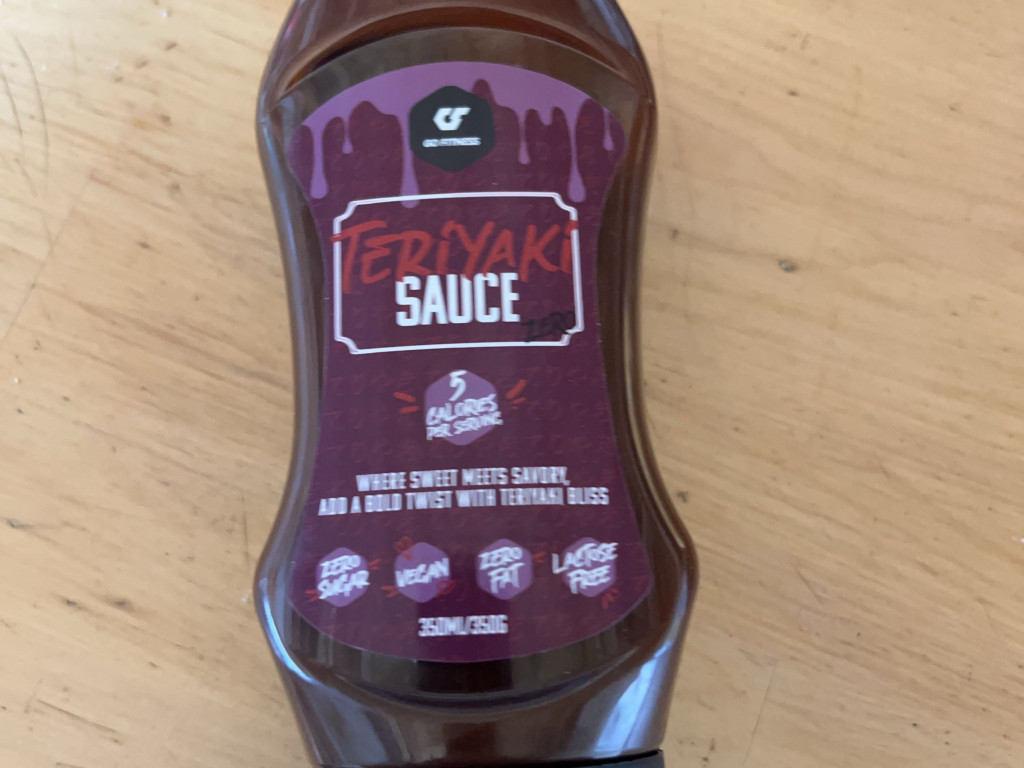 GO FITNESS
TERIYAKI
SAUCE
ZERO
5
CALORIES
PER SERVING
WHERE SWEET MEETS SAVORY,
ADD A BOLD TWIST WITH TERIYAKI BLISS
ZERO
SUGAR
VEGAN
ZERO
FAT
LACTOSE
FREE
350ML/350G